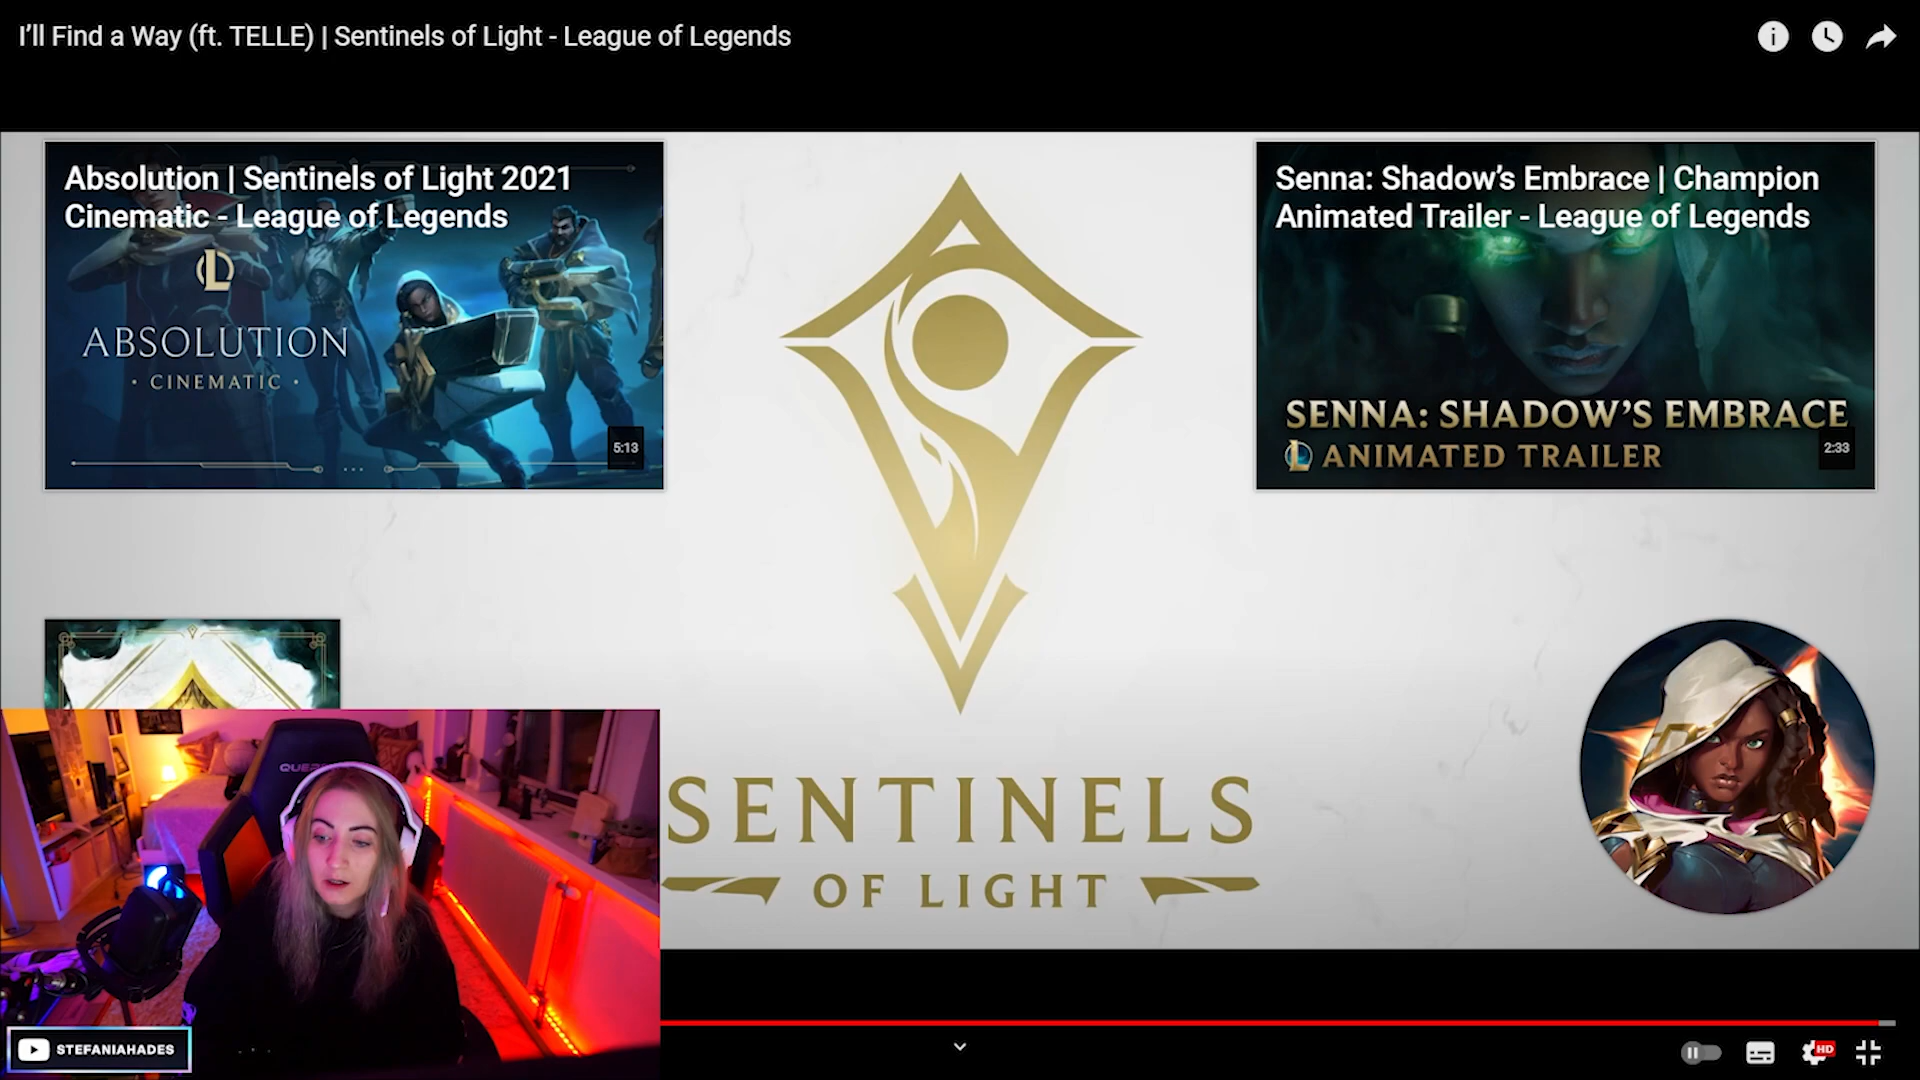 I'll Find a Way (ft. TELLE) | Sentinels of Light - League of Legends
Absolution | Sentinels of Light 2021
Cinematic - League of Legends
ABSOLUTION
· CINEMATIC ·
5:13
Senna: Shadow's Embrace | Champion
Animated Trailer - League of Legends
SENNA: SHADOW'S EMBRACE
ANIMATED TRAILER
2:33
SENTINELS
OF LIGHT
STEFANIAHADES
HD